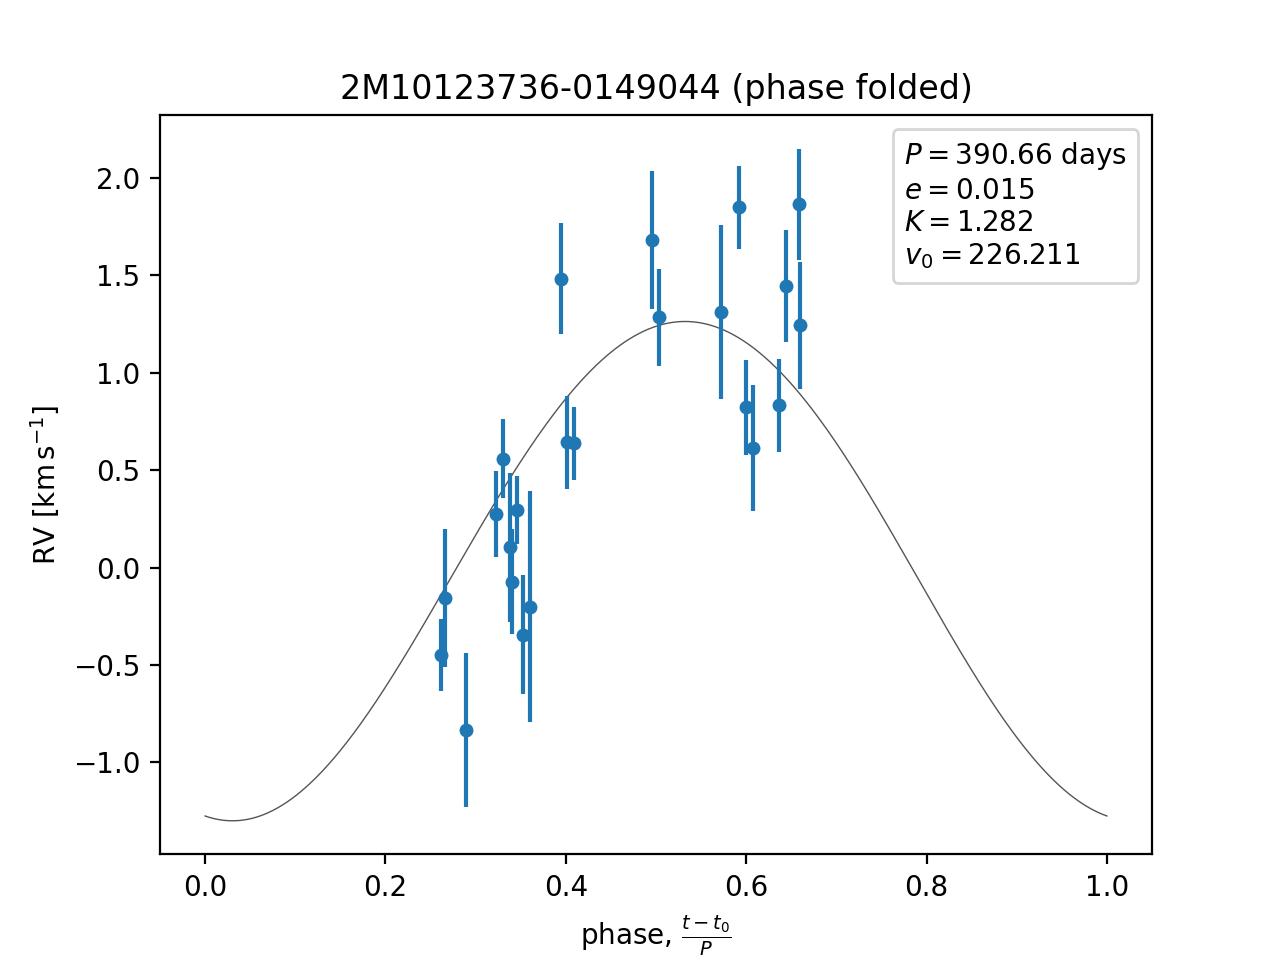 2M10123736-0149044 (phase folded)
P = 390.66 days
e = 0.015
K = 1.282
v₀ = 226.211
2.0
1.5
1.0
0.5
0.0
−0.5
−1.0
RV [km s⁻¹]
0.0 0.2 0.4 0.6 0.8 1.0
phase, (t − t₀)/P